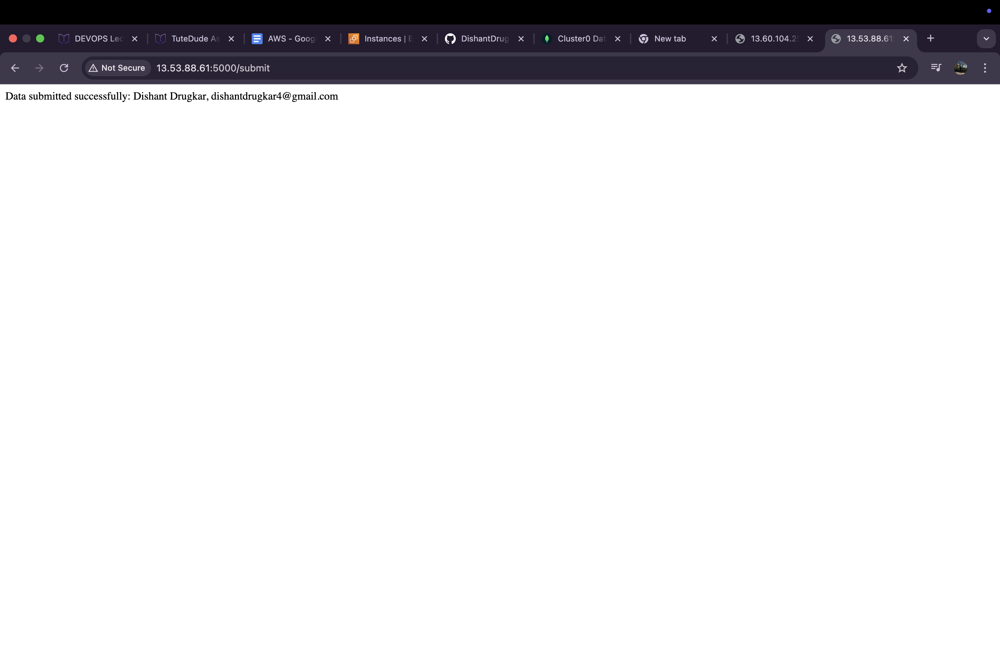 DEVOPS Lec
TuteDude As
AWS - Goog
Instances | E
DishantDrug
Cluster0 Dat
New tab
13.60.104.2
13.53.88.61:
Not Secure
13.53.88.61:5000/submit
Data submitted successfully: Dishant Drugkar, dishantdrugkar4@gmail.com